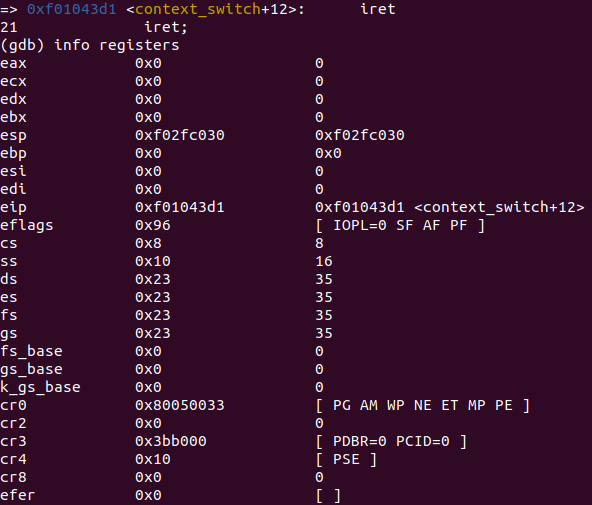 => 0xf01043d1 <context_switch+12>: iret
21 iret;
(gdb) info registers
eax 0x0 0
ecx 0x0 0
edx 0x0 0
ebx 0x0 0
esp 0xf02fc030 0xf02fc030
ebp 0x0 0x0
esi 0x0 0
edi 0x0 0
eip 0xf01043d1 0xf01043d1 <context_switch+12>
eflags 0x96 [ IOPL=0 SF AF PF ]
cs 0x8 8
ss 0x10 16
ds 0x23 35
es 0x23 35
fs 0x23 35
gs 0x23 35
fs_base 0x0 0
gs_base 0x0 0
k_gs_base 0x0 0
cr0 0x80050033 [ PG AM WP NE ET MP PE ]
cr2 0x0 0
cr3 0x3bb000 [ PDBR=0 PCID=0 ]
cr4 0x10 [ PSE ]
cr8 0x0 0
efer 0x0 [ ]